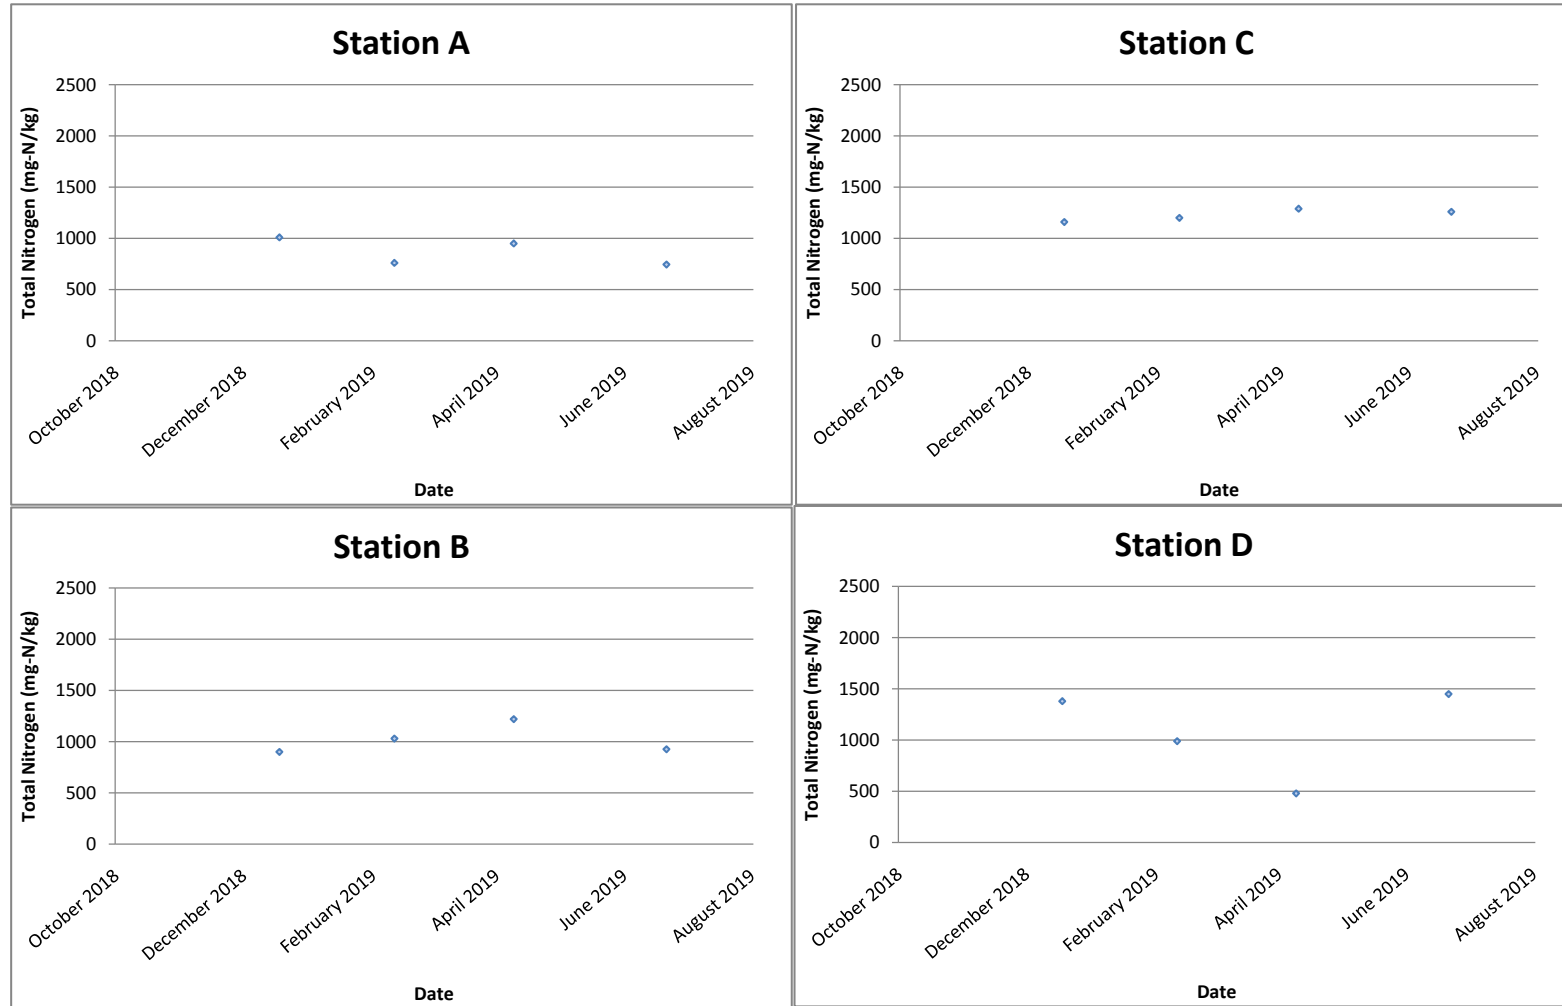 Station A
Total Nitrogen (mg-N/kg)
2500
2000
1500
1000
500
0
October 2018
December 2018
February 2019
April 2019
June 2019
August 2019
Date
Station C
Total Nitrogen (mg-N/kg)
2500
2000
1500
1000
500
0
October 2018
December 2018
February 2019
April 2019
June 2019
August 2019
Date
Station B
Total Nitrogen (mg-N/kg)
2500
2000
1500
1000
500
0
October 2018
December 2018
February 2019
April 2019
June 2019
August 2019
Date
Station D
Total Nitrogen (mg-N/kg)
2500
2000
1500
1000
500
0
October 2018
December 2018
February 2019
April 2019
June 2019
August 2019
Date